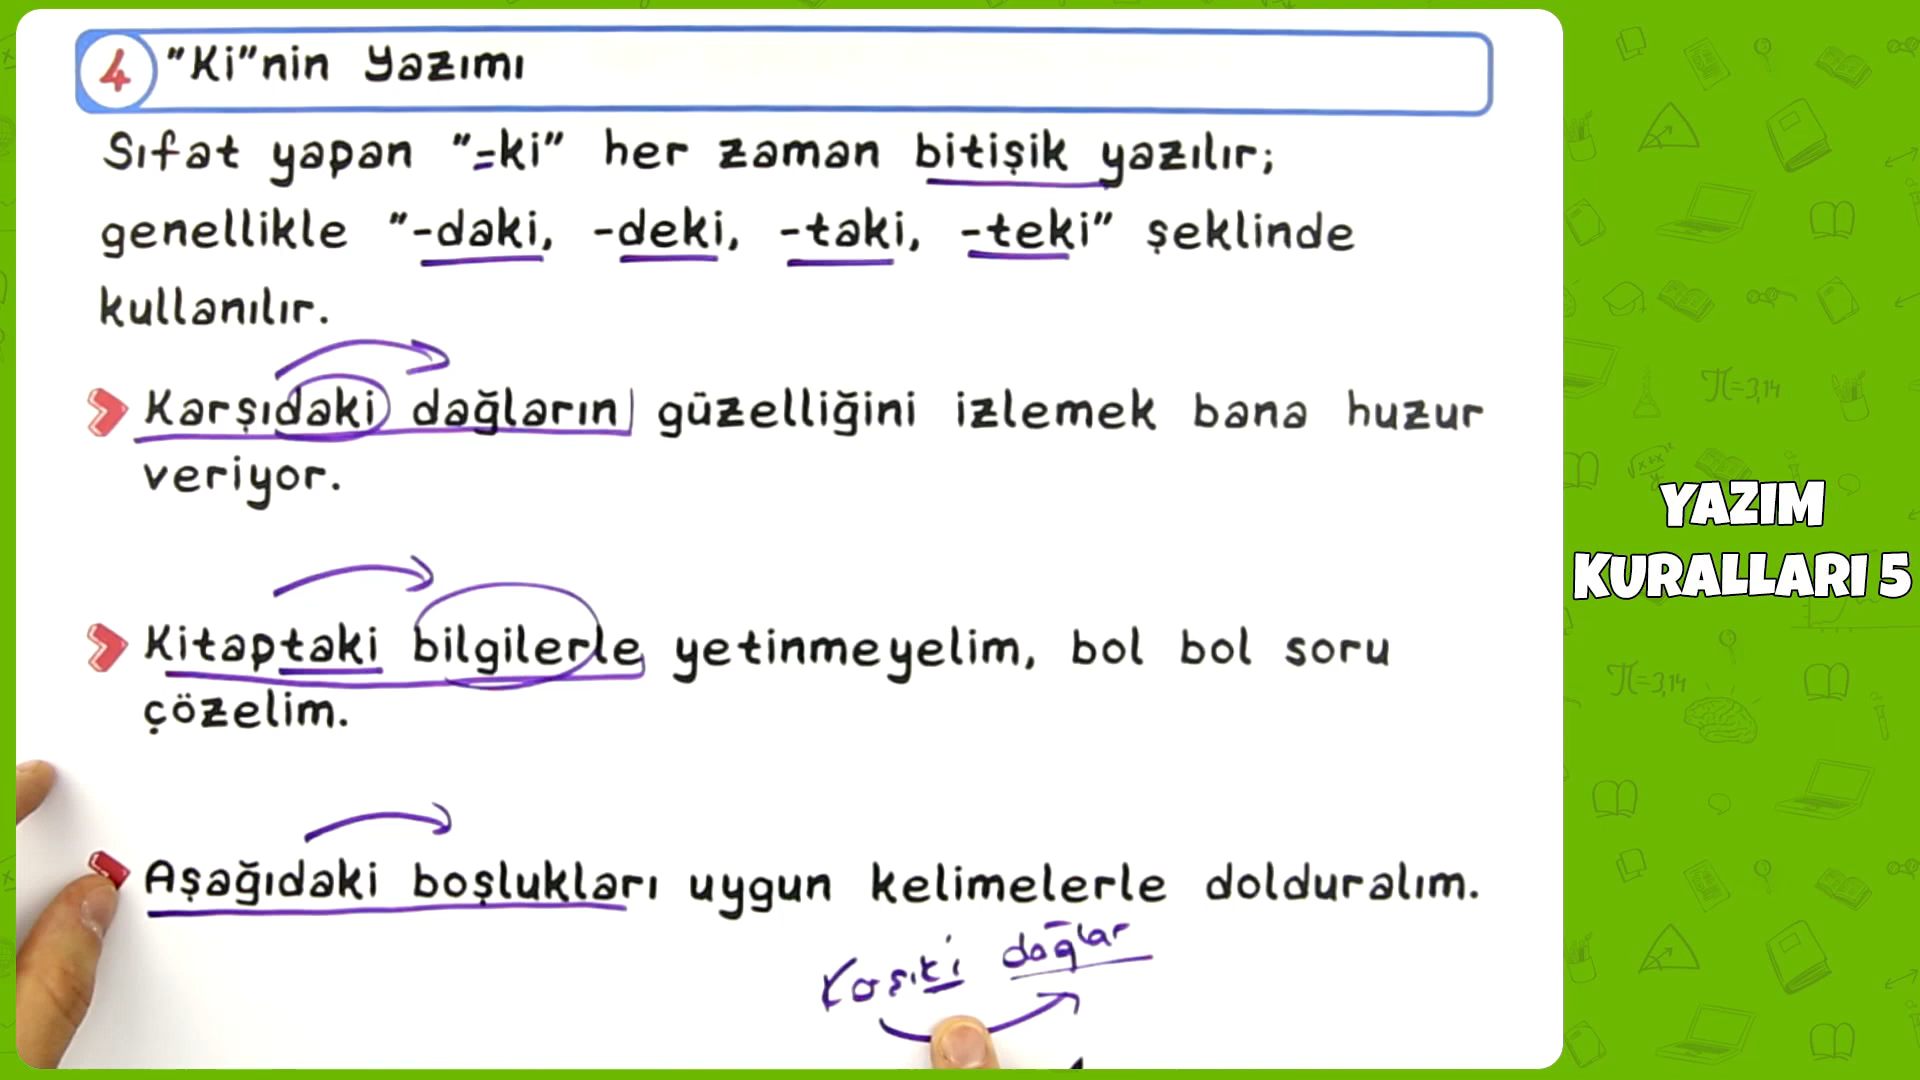 4 "Ki"nin Yazımı
Sıfat yapan "-ki" her zaman bitişik yazılır;
genellikle "-daki, -deki, -taki, -teki" şeklinde
kullanılır.
Karşıdaki dağların güzelliğini izlemek bana huzur
veriyor.
Kitaptaki bilgilerle yetinmeyelim, bol bol soru
çözelim.
Aşağıdaki boşlukları uygun kelimelerle dolduralım.
dağlar
YAZIM
KURALLARI 5
π=3,14
π=3,14